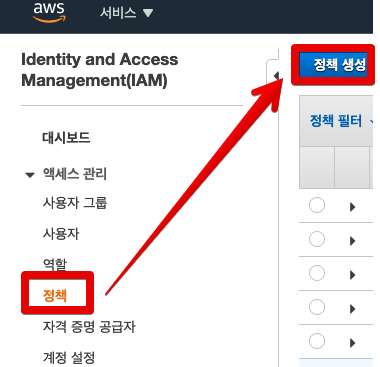 aws
서비스 ▼
Identity and Access
Management(IAM)
대시보드
액세스 관리
사용자 그룹
사용자
역할
정책
자격 증명 공급자
계정 설정
정책 생성
정책 필터